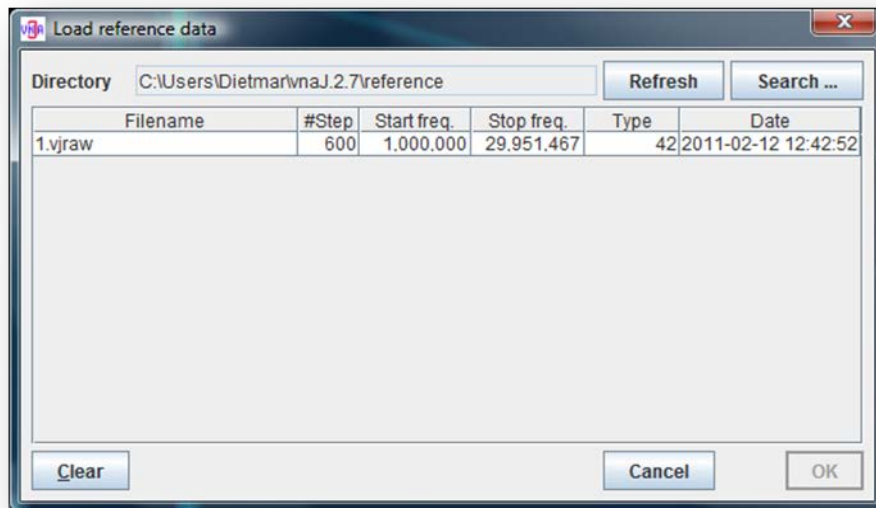 VNA Load reference data
Directory C:\Users\Dietmar\vnaJ.2.7\reference Refresh Search ...
Filename #Step Start freq. Stop freq. Type Date
1.vjraw 600 1,000,000 29,951,467 42 2011-02-12 12:42:52
Clear Cancel OK